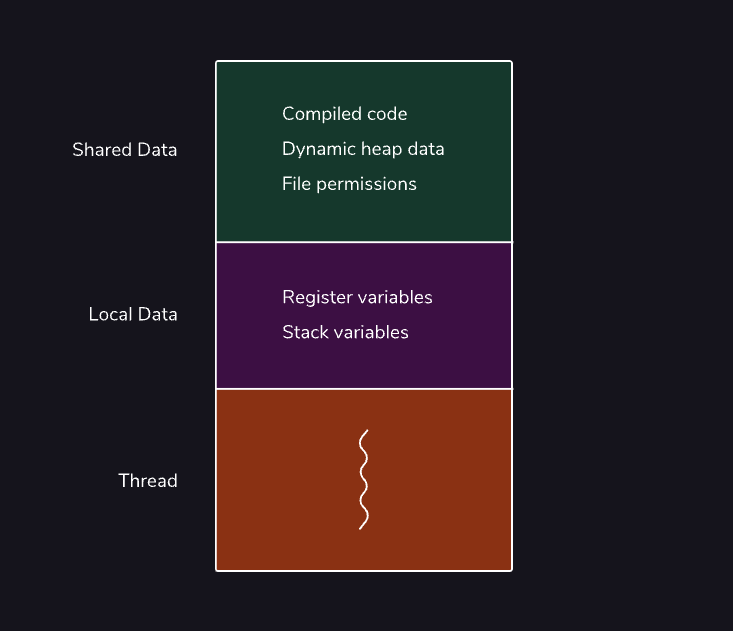 Shared Data
Compiled code
Dynamic heap data
File permissions
Local Data
Register variables
Stack variables
Thread